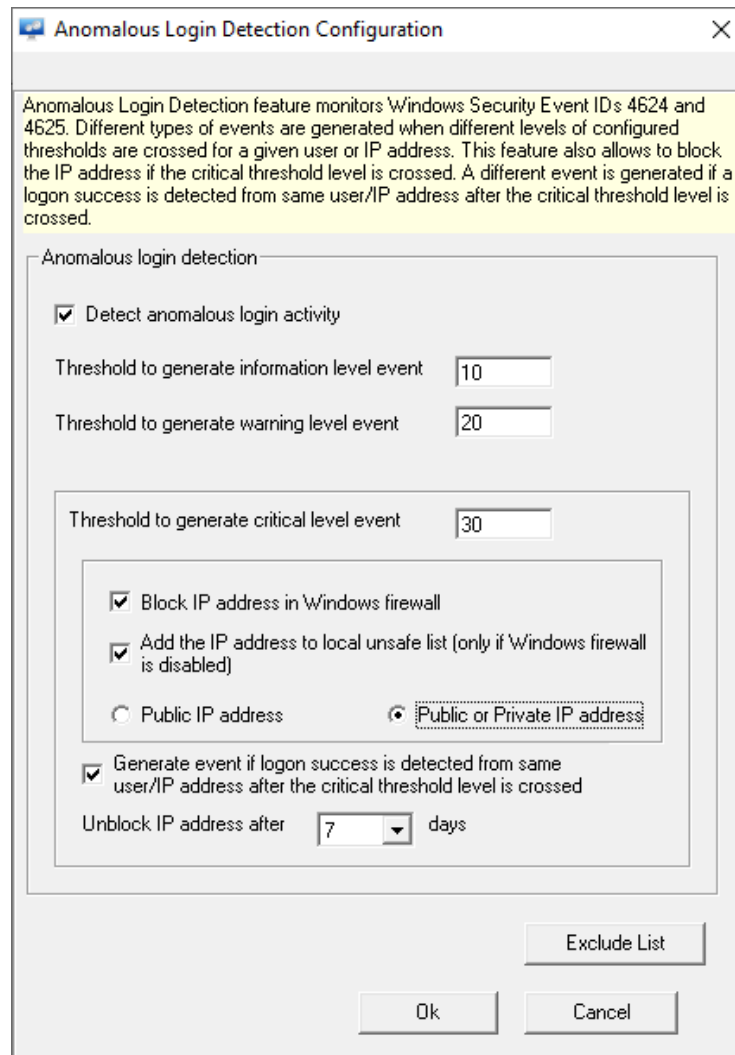 Anomalous Login Detection Configuration
Anomalous Login Detection feature monitors Windows Security Event IDs 4624 and
4625. Different types of events are generated when different levels of configured
thresholds are crossed for a given user or IP address. This feature also allows to block
the IP address if the critical threshold level is crossed. A different event is generated if a
logon success is detected from same user/IP address after the critical threshold level is
crossed.
Anomalous login detection
Detect anomalous login activity
Threshold to generate information level event 10
Threshold to generate warning level event 20
Threshold to generate critical level event 30
Block IP address in Windows firewall
Add the IP address to local unsafe list (only if Windows firewall
is disabled)
Public IP address Public or Private IP address
Generate event if logon success is detected from same
user/IP address after the critical threshold level is crossed
Unblock IP address after 7 days
Exclude List
Ok Cancel